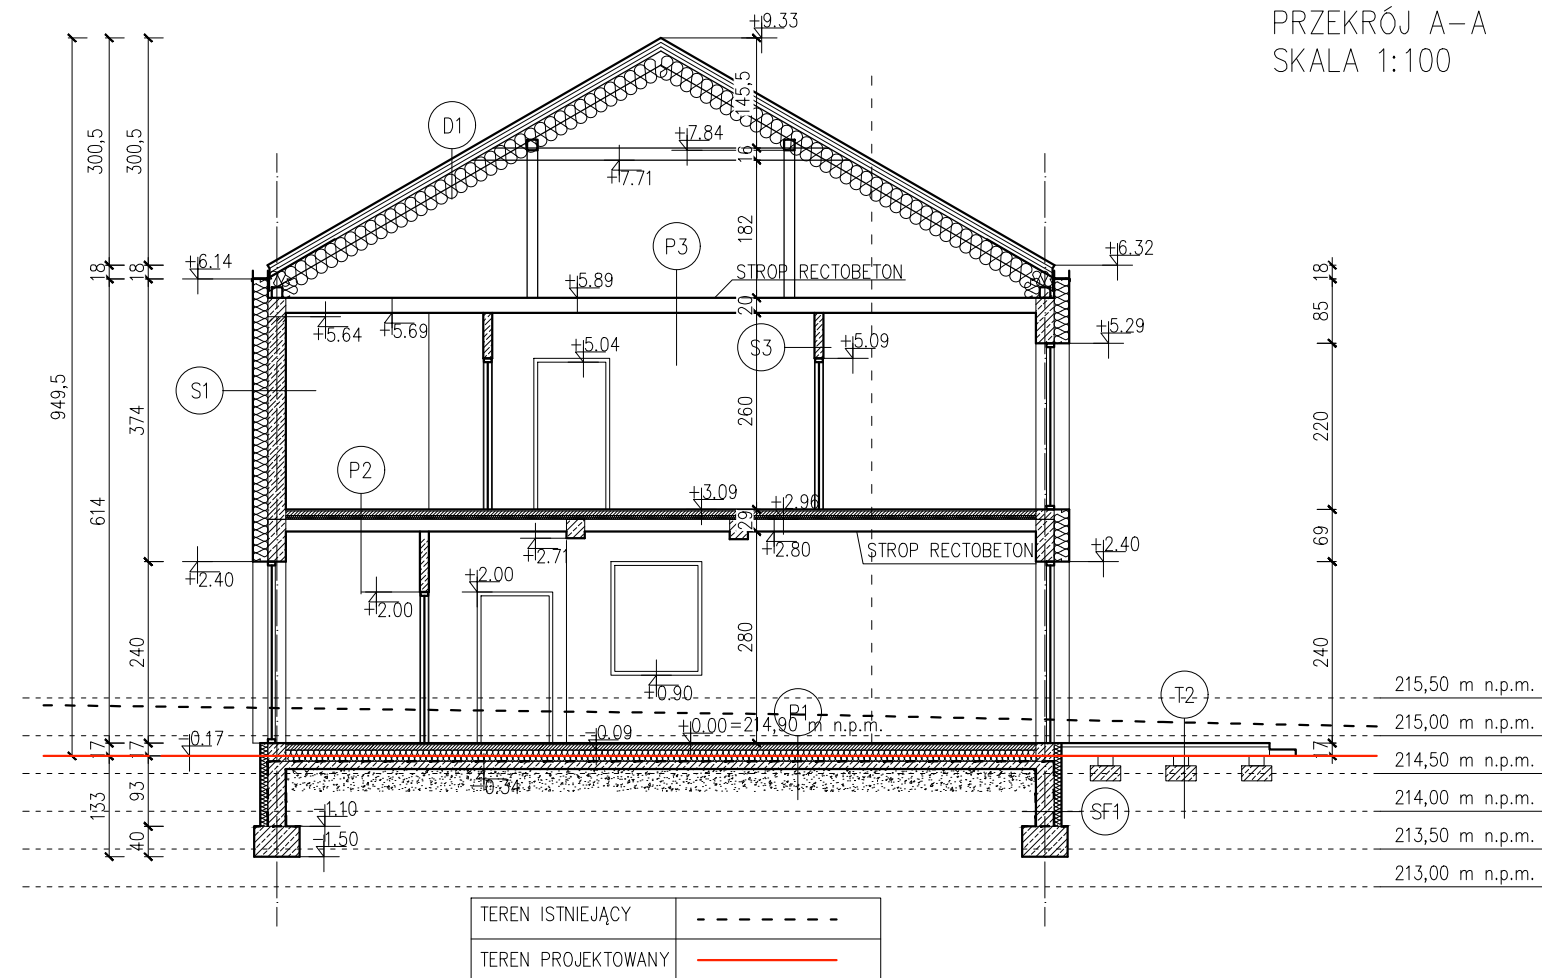 PRZEKRÓJ A-A
SKALA 1:100
+9.33
145,5
D1
300,5
300,5
+7.84
16
+7.71
182
P3
+6.14
+6.32
18
18
18
STROP RECTOBETON
+5.89
20
+5.64
+5.69
85
+5.29
S3
+5.09
+5.04
S1
949,5
374
260
220
P2
614
+3.09
+2.96
29
69
+2.71
+2.80
STROP RECTOBETON
+2.40
+2.40
+2.00
+2.00
240
280
240
+0.90
T2
215,50 m n.p.m.
P1
±0.00=214,90 m n.p.m.
215,00 m n.p.m.
-0.17
17
17
-0.09
17
214,50 m n.p.m.
-0.34
133
93
214,00 m n.p.m.
SF1
-1.10
40
-1.50
213,50 m n.p.m.
213,00 m n.p.m.
TEREN ISTNIEJĄCY
TEREN PROJEKTOWANY